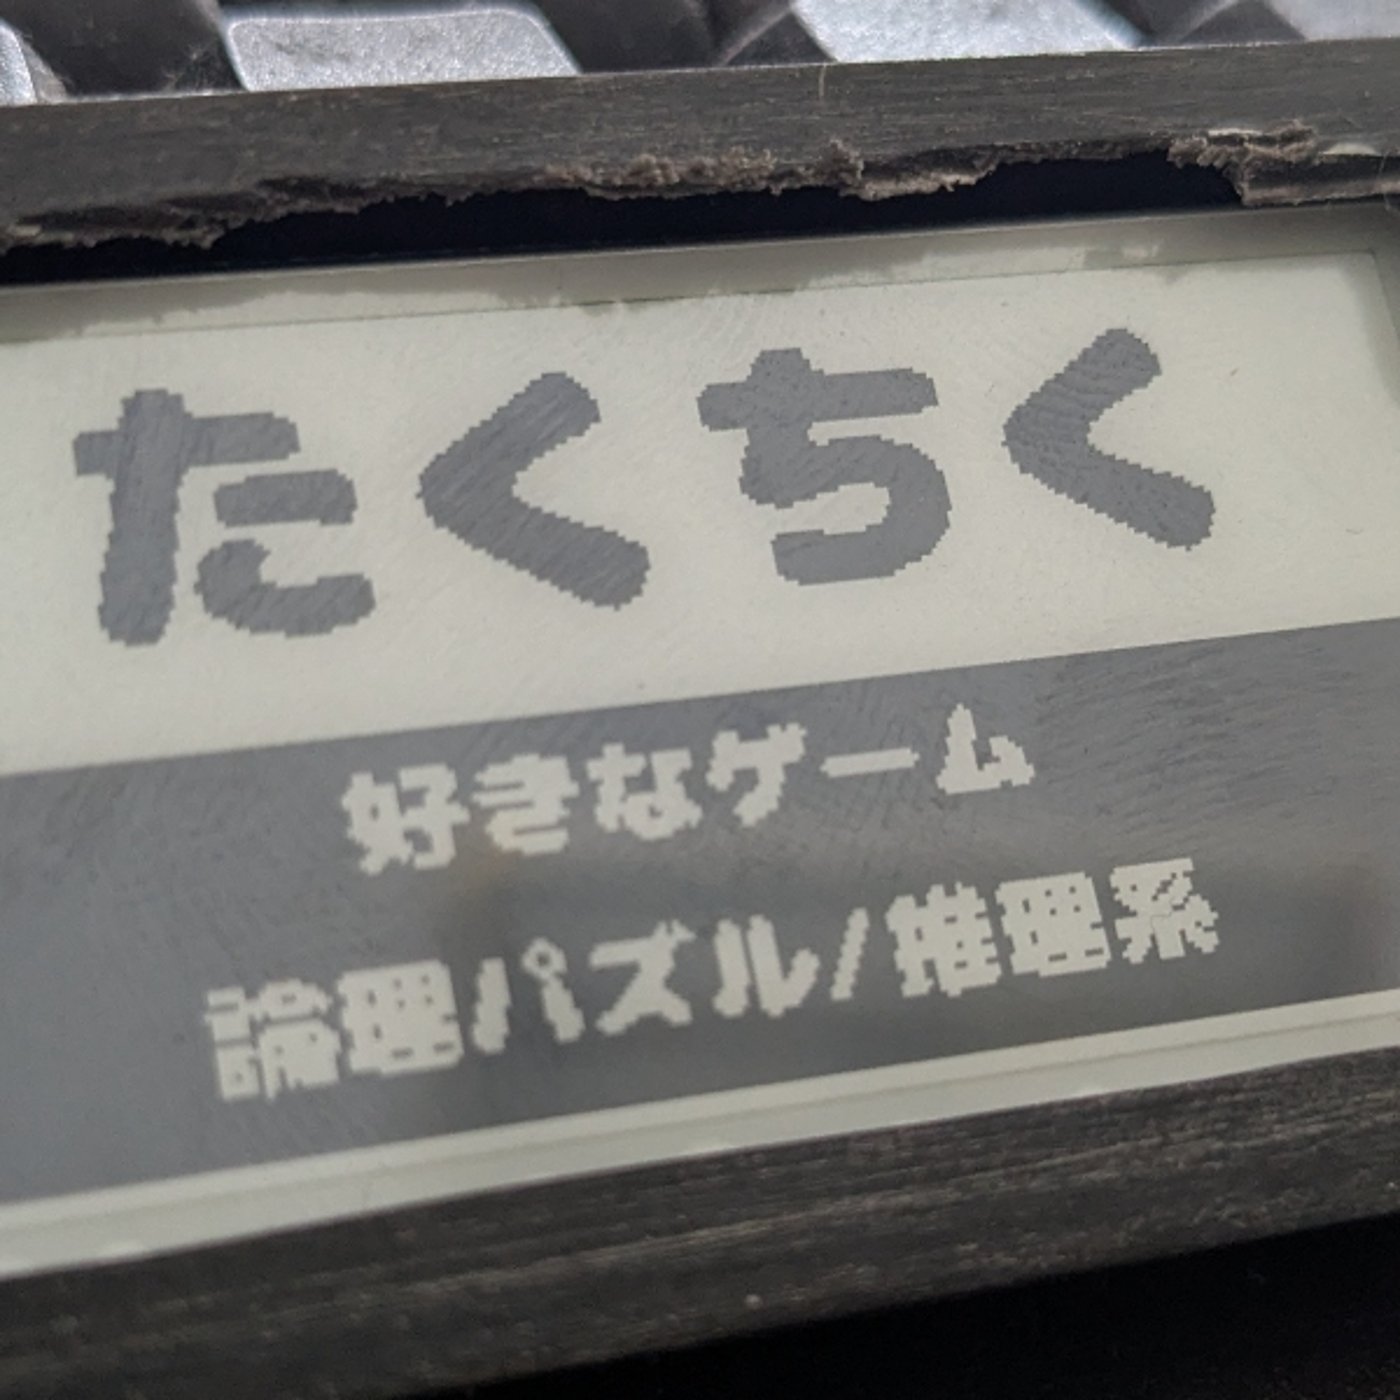 たくちく
好きなゲーム
論理パズル/推理系